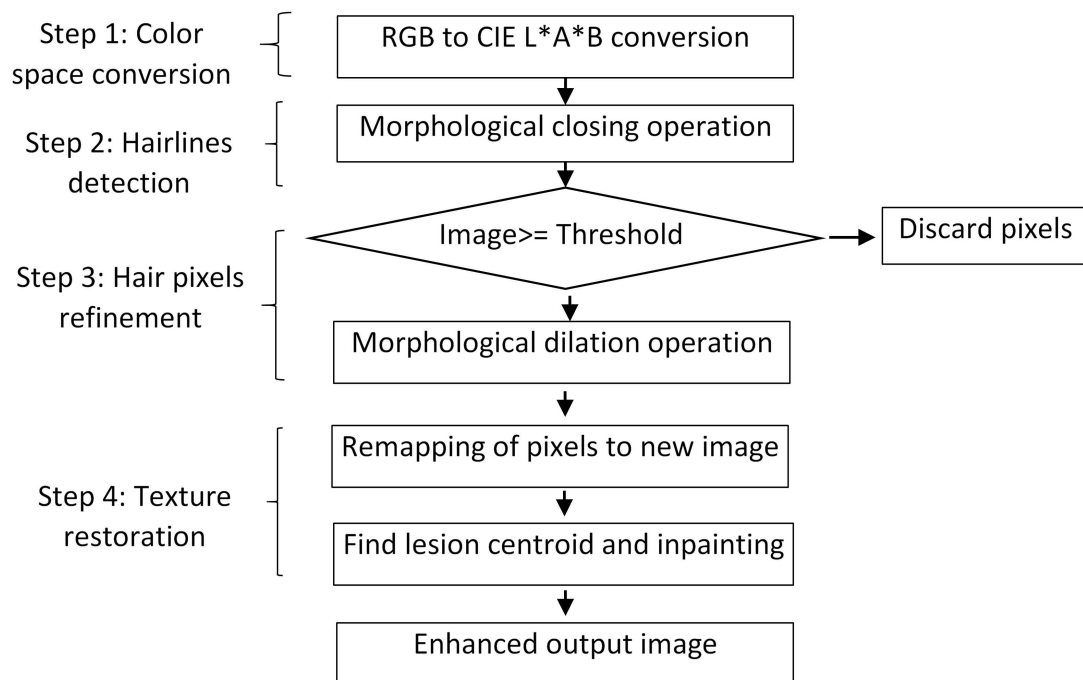 Step 1: Color
space conversion
RGB to CIE L*A*B conversion
Step 2: Hairlines
detection
Morphological closing operation
Image>= Threshold
Discard pixels
Step 3: Hair pixels
refinement
Morphological dilation operation
Step 4: Texture
restoration
Remapping of pixels to new image
Find lesion centroid and inpainting
Enhanced output image